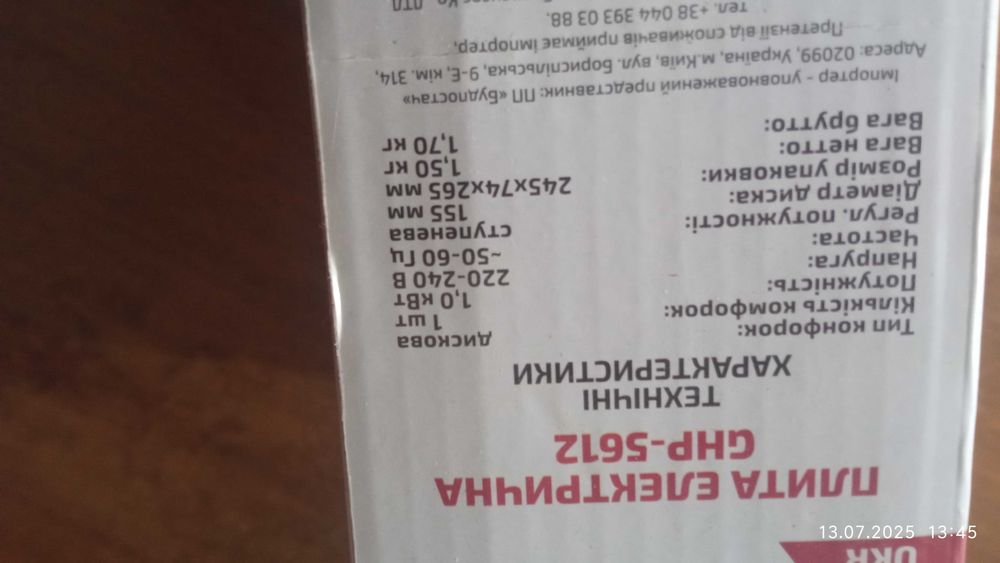 UKR
ПЛИТА ЕЛЕКТРИЧНА
GHP-5612
ТЕХНІЧНІ
ХАРАКТЕРИСТИКИ
Тип конфорок: дискова
Кількість комфорок: 1 шт
Потужність: 1,0 кВт
Напруга: 220-240 В
Частота: ~50-60 Гц
Регул. потужності: ступенева
Діаметр диска: 155 мм
Розмір упаковки: 245х74х265 мм
Вага нетто: 1,50 кг
Вага брутто: 1,70 кг
Імпортер - уповноважений представник: ПП «Будпостач»
Адреса: 02099, Україна, м.Київ, вул. Бориспільська, 9-Е, кім. 314,
Претензії від споживачів приймає імпортер,
тел. +38 044 393 03 88.
13.07.2025 13:45